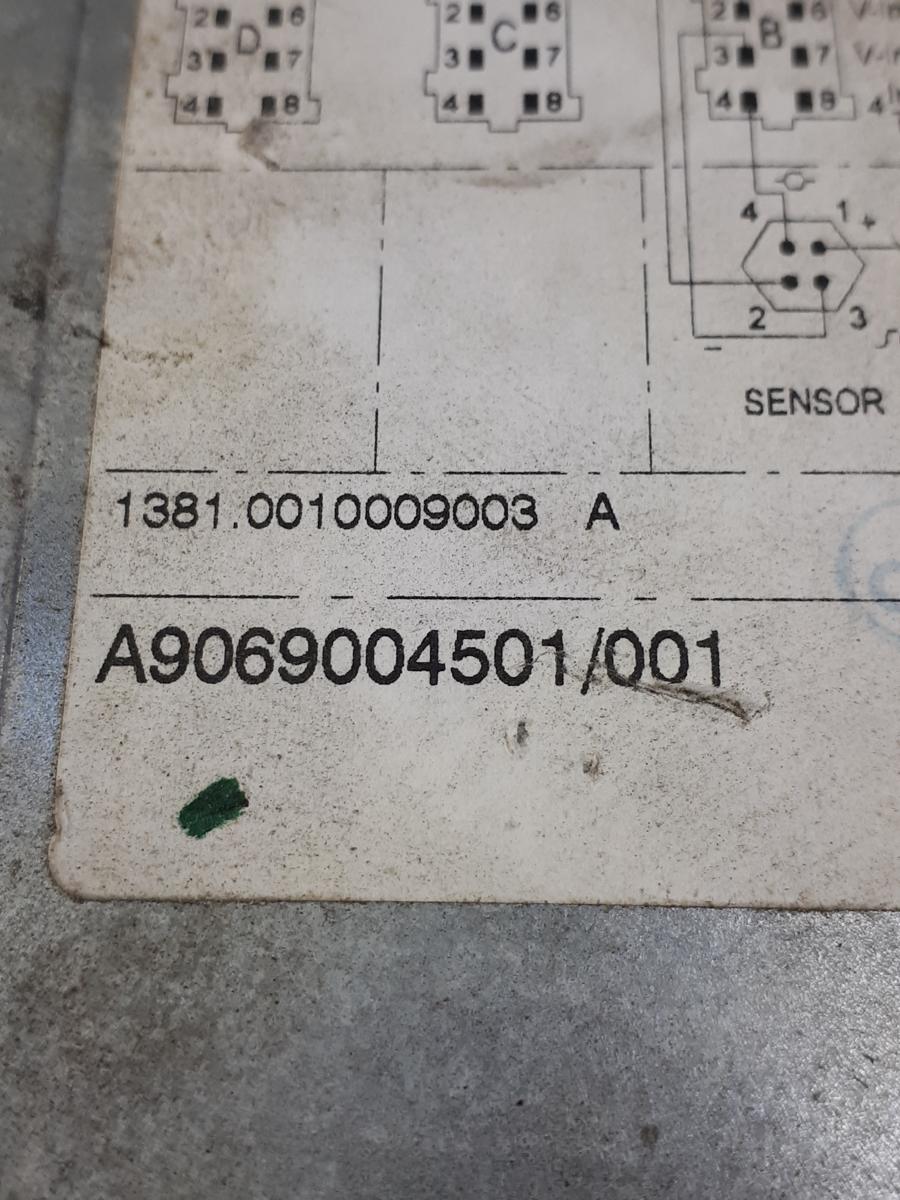 2 6 2 6 2 6
D C B
3 7 3 7 3 7
4 8 4 8 4 8 4
4 1 +
2 3
−
SENSOR
1381.0010009003 A
A9069004501/001